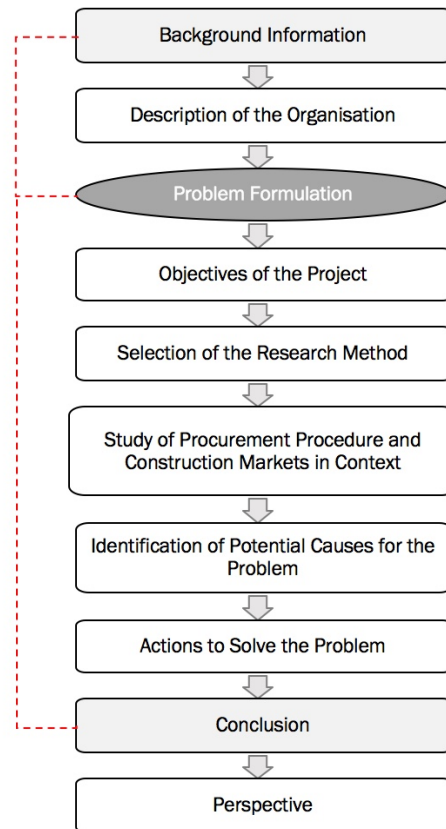 Background Information
Description of the Organisation
Problem Formulation
Objectives of the Project
Selection of the Research Method
Study of Procurement Procedure and
Construction Markets in Context
Identification of Potential Causes for the
Problem
Actions to Solve the Problem
Conclusion
Perspective